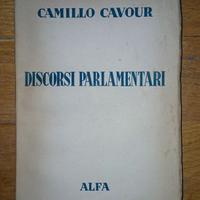 CAMILLO CAVOUR
DISCORSI PARLAMENTARI
ALFA